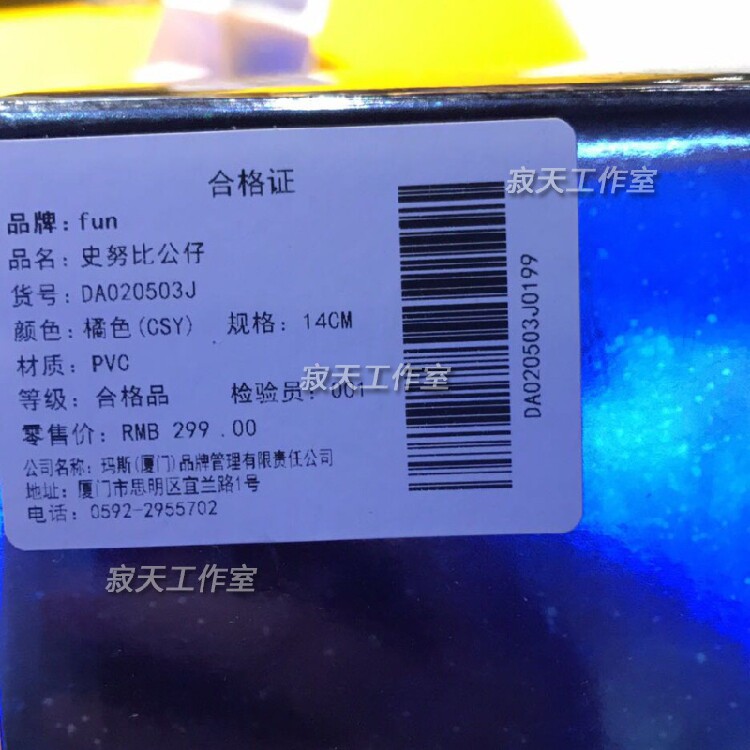 合格证
品牌: fun
品名: 史努比公仔
货号: DA020503J
颜色: 橘色(CSY) 规格: 14CM
材质: PVC
等级: 合格品 检验员:
零售价: RMB 299.00
公司名称: 玛斯(厦门)品牌管理有限责任公司
地址: 厦门市思明区宜兰路1号
电话: 0592-2955702
DA020503J0199
寂天工作室
寂天工作室
寂天工作室